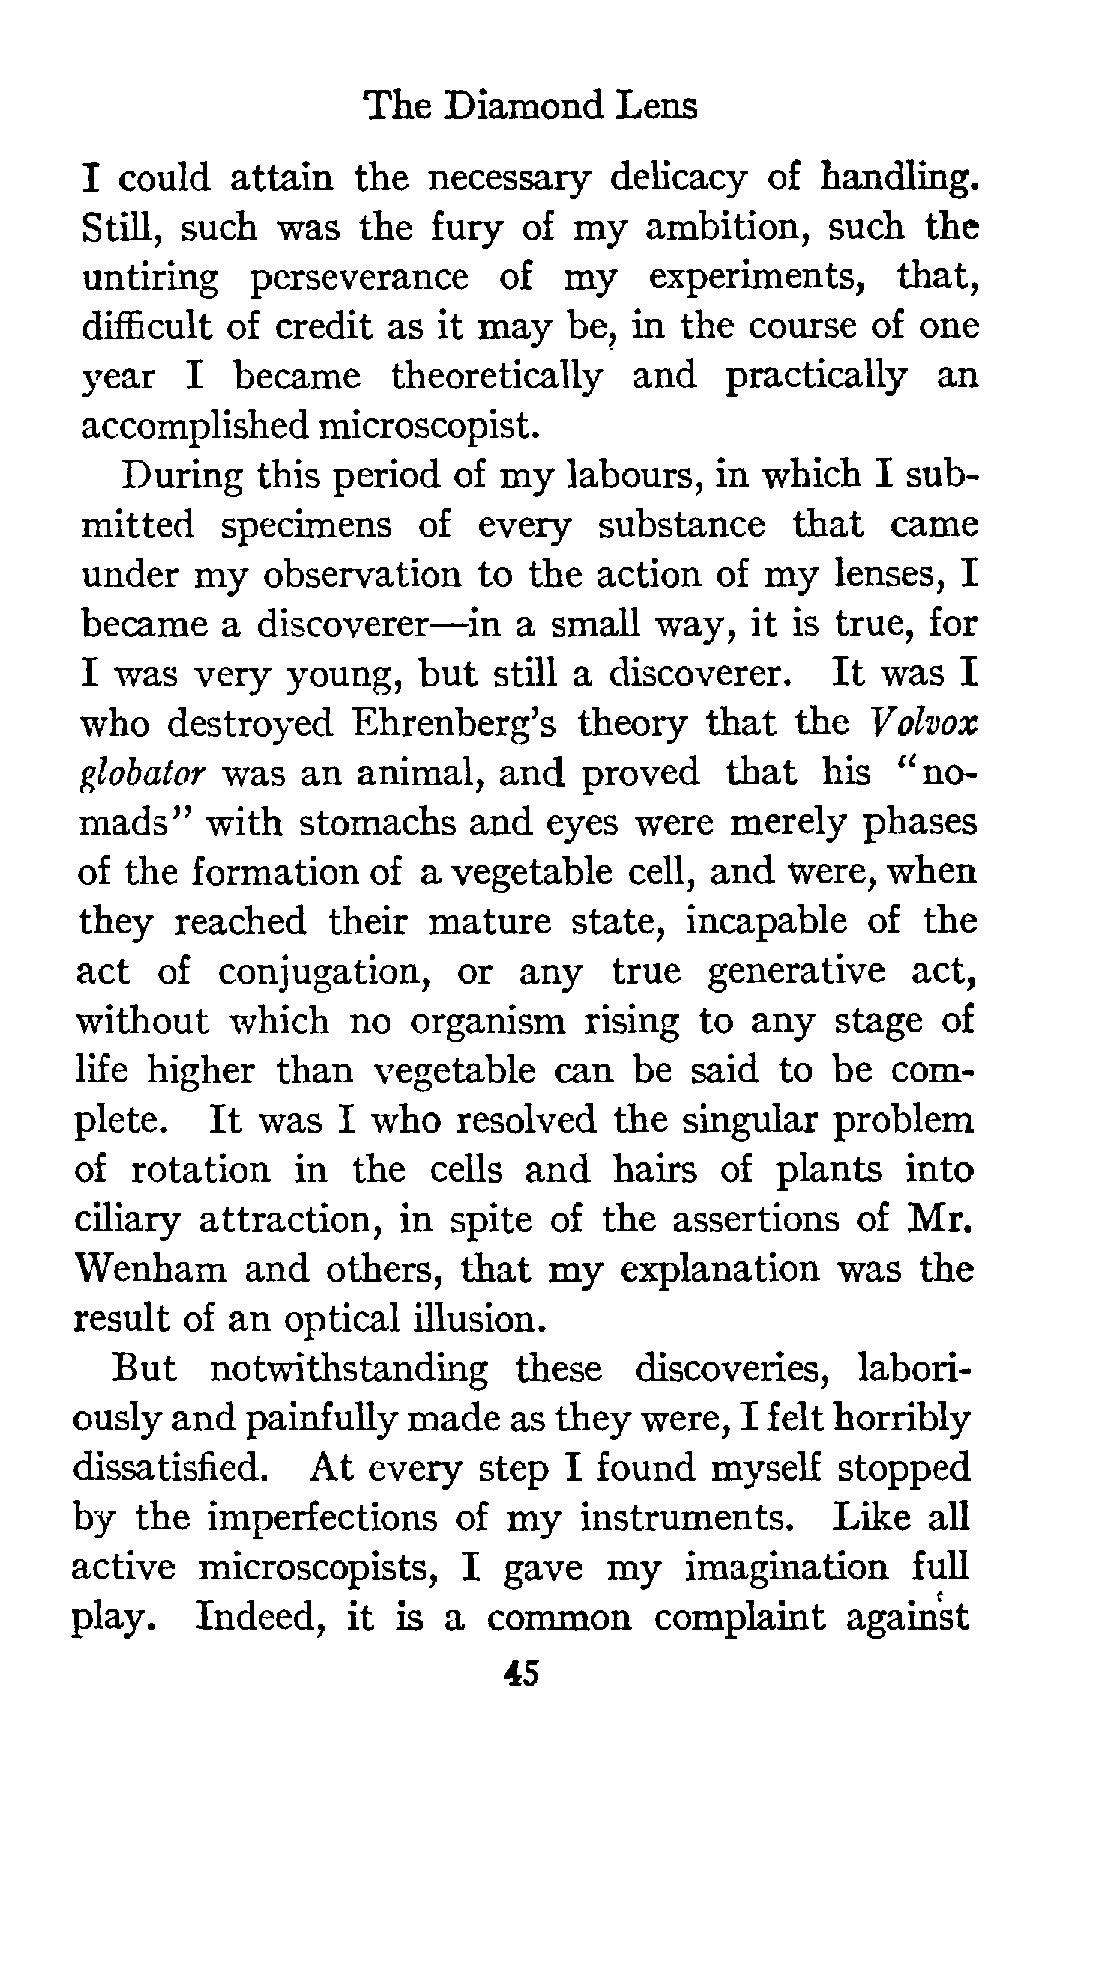 The Diamond Lens
I could attain the necessary delicacy of handling.
Still, such was the fury of my ambition, such the
untiring perseverance of my experiments, that,
difficult of credit as it may be, in the course of one
year I became theoretically and practically an
accomplished microscopist.
During this period of my labours, in which I sub-
mitted specimens of every substance that came
under my observation to the action of my lenses, I
became a discoverer—in a small way, it is true, for
I was very young, but still a discoverer. It was I
who destroyed Ehrenberg's theory that the Volvox
globator was an animal, and proved that his "no-
mads" with stomachs and eyes were merely phases
of the formation of a vegetable cell, and were, when
they reached their mature state, incapable of the
act of conjugation, or any true generative act,
without which no organism rising to any stage of
life higher than vegetable can be said to be com-
plete. It was I who resolved the singular problem
of rotation in the cells and hairs of plants into
ciliary attraction, in spite of the assertions of Mr.
Wenham and others, that my explanation was the
result of an optical illusion.
But notwithstanding these discoveries, labori-
ously and painfully made as they were, I felt horribly
dissatisfied. At every step I found myself stopped
by the imperfections of my instruments. Like all
active microscopists, I gave my imagination full
play. Indeed, it is a common complaint against
45